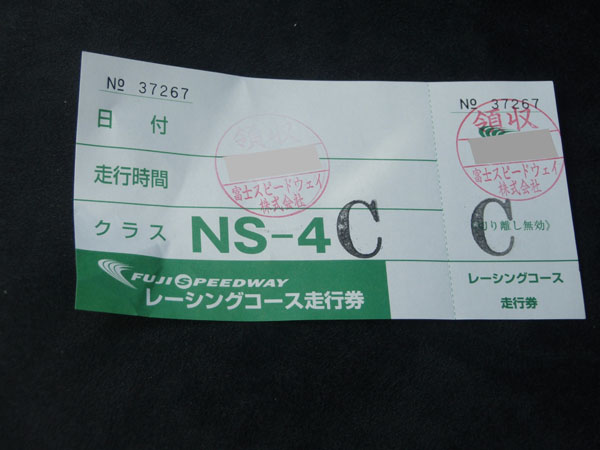 № 37267
日付
領収
走行時間
富士スピードウェイ
株式会社
クラス NS-4 C
FUJI SPEEDWAY
レーシングコース走行券
№ 37267
領収
富士スピードウェイ
株式会社
切り離し無効》
C
レーシングコース
走行券